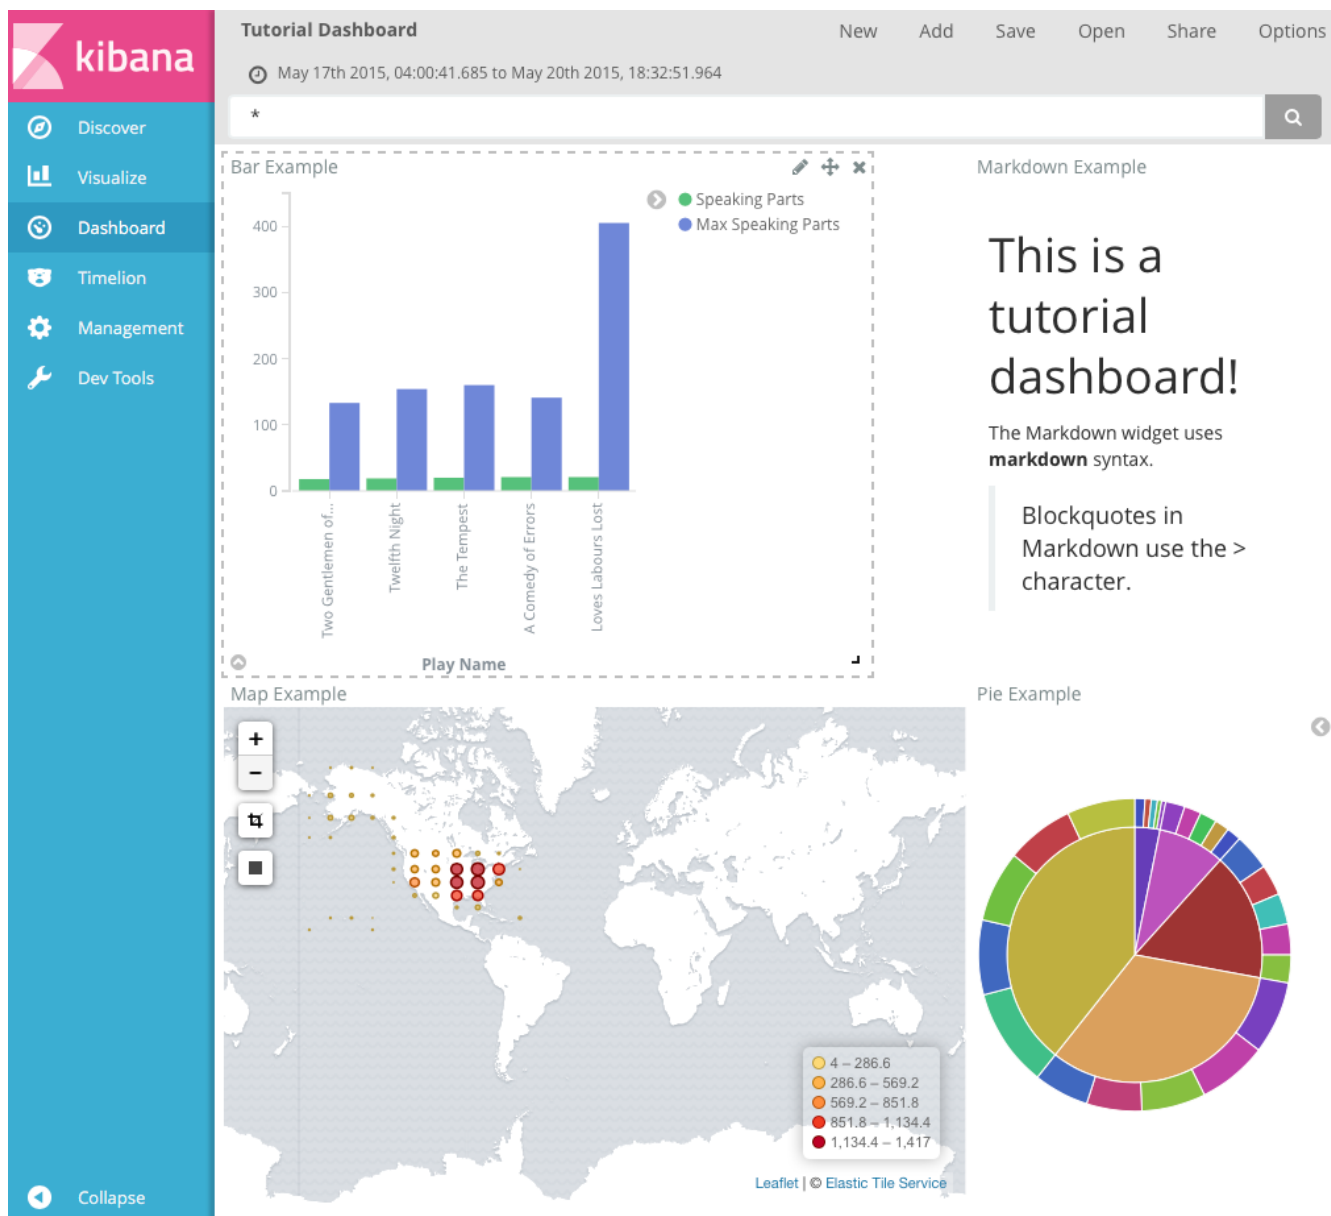 kibana
Discover
Visualize
Dashboard
Timelion
Management
Dev Tools
Collapse
Tutorial Dashboard
New Add Save Open Share Options
May 17th 2015, 04:00:41.685 to May 20th 2015, 18:32:51.964
*
Bar Example
Speaking Parts
Max Speaking Parts
400
300
200
100
0
Two Gentlemen of...
Twelfth Night
The Tempest
A Comedy of Errors
Loves Labours Lost
Play Name
Markdown Example
This is a
tutorial
dashboard!
The Markdown widget uses
markdown syntax.
Blockquotes in
Markdown use the >
character.
Map Example
+
−
4 – 286.6
286.6 – 569.2
569.2 – 851.8
851.8 – 1,134.4
1,134.4 – 1,417
Leaflet | © Elastic Tile Service
Pie Example